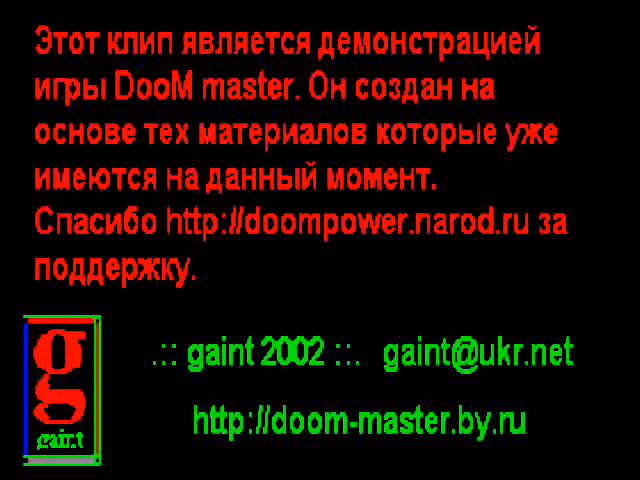 Этот клип является демонстрацией
игры DooM master. Он создан на
основе тех материалов которые уже
имеются на данный момент.
Спасибо http://doompower.narod.ru за
поддержку.
.:: gaint 2002 ::. gaint@ukr.net
http://doom-master.by.ru
g
gaint